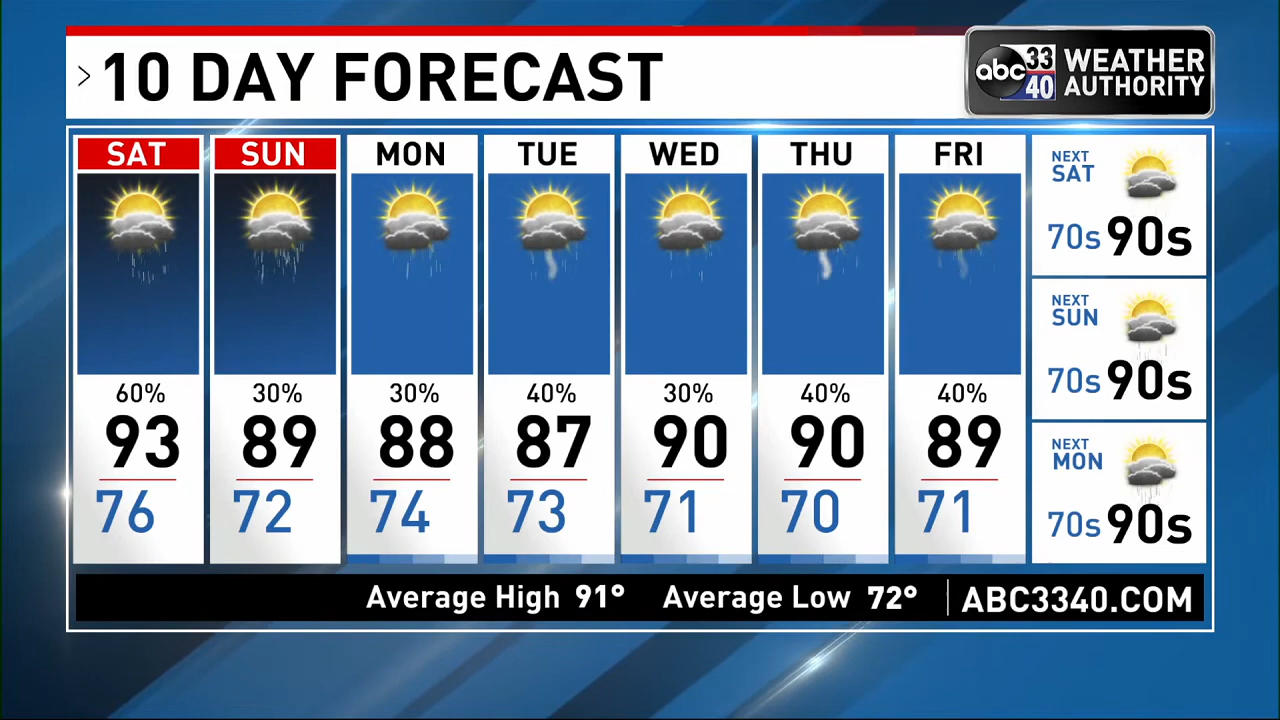 > 10 DAY FORECAST
abc 33 40 WEATHER AUTHORITY
SAT SUN MON TUE WED THU FRI
60% 30% 30% 40% 30% 40% 40%
93 89 88 87 90 90 89
76 72 74 73 71 70 71
NEXT SAT
70s 90s
NEXT SUN
70s 90s
NEXT MON
70s 90s
Average High 91° Average Low 72° ABC3340.COM